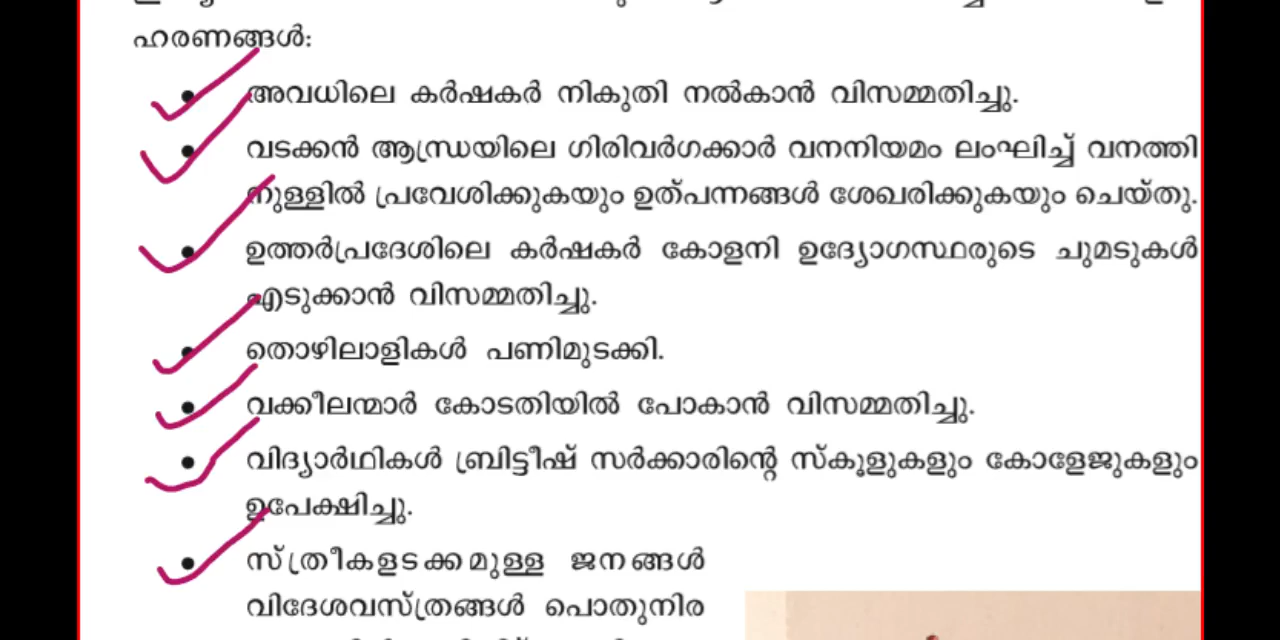 ഹരണങ്ങൾ:
• അവധിലെ കർഷകർ നികുതി നൽകാൻ വിസമ്മതിച്ചു.
• വടക്കൻ ആന്ധ്രയിലെ ഗിരിവർഗക്കാർ വനനിയമം ലംഘിച്ച് വനത്തി
നുള്ളിൽ പ്രവേശിക്കുകയും ഉത്പന്നങ്ങൾ ശേഖരിക്കുകയും ചെയ്തു.
• ഉത്തർപ്രദേശിലെ കർഷകർ കോളനി ഉദ്യോഗസ്ഥരുടെ ചുമടുകൾ
എടുക്കാൻ വിസമ്മതിച്ചു.
• തൊഴിലാളികൾ പണിമുടക്കി.
• വക്കീലന്മാർ കോടതിയിൽ പോകാൻ വിസമ്മതിച്ചു.
• വിദ്യാർഥികൾ ബ്രിട്ടീഷ് സർക്കാരിന്റെ സ്കൂളുകളും കോളേജുകളും
ഉപേക്ഷിച്ചു.
• സ്ത്രീകളടക്കമുള്ള ജനങ്ങൾ
വിദേശവസ്ത്രങ്ങൾ പൊതുനിര